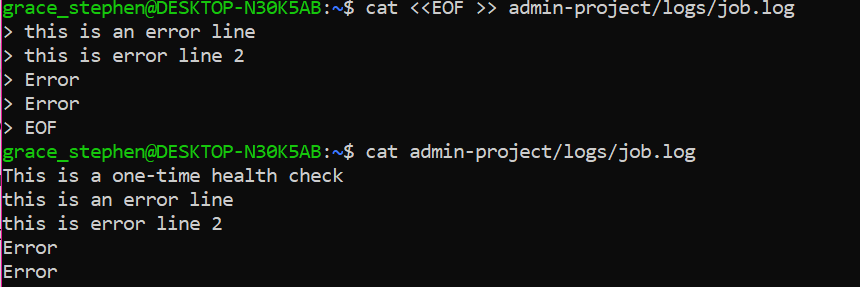 grace_stephen@DESKTOP-N30K5AB:~$ cat <<EOF >> admin-project/logs/job.log
> this is an error line
> this is error line 2
> Error
> Error
> EOF
grace_stephen@DESKTOP-N30K5AB:~$ cat admin-project/logs/job.log
This is a one-time health check
this is an error line
this is error line 2
Error
Error